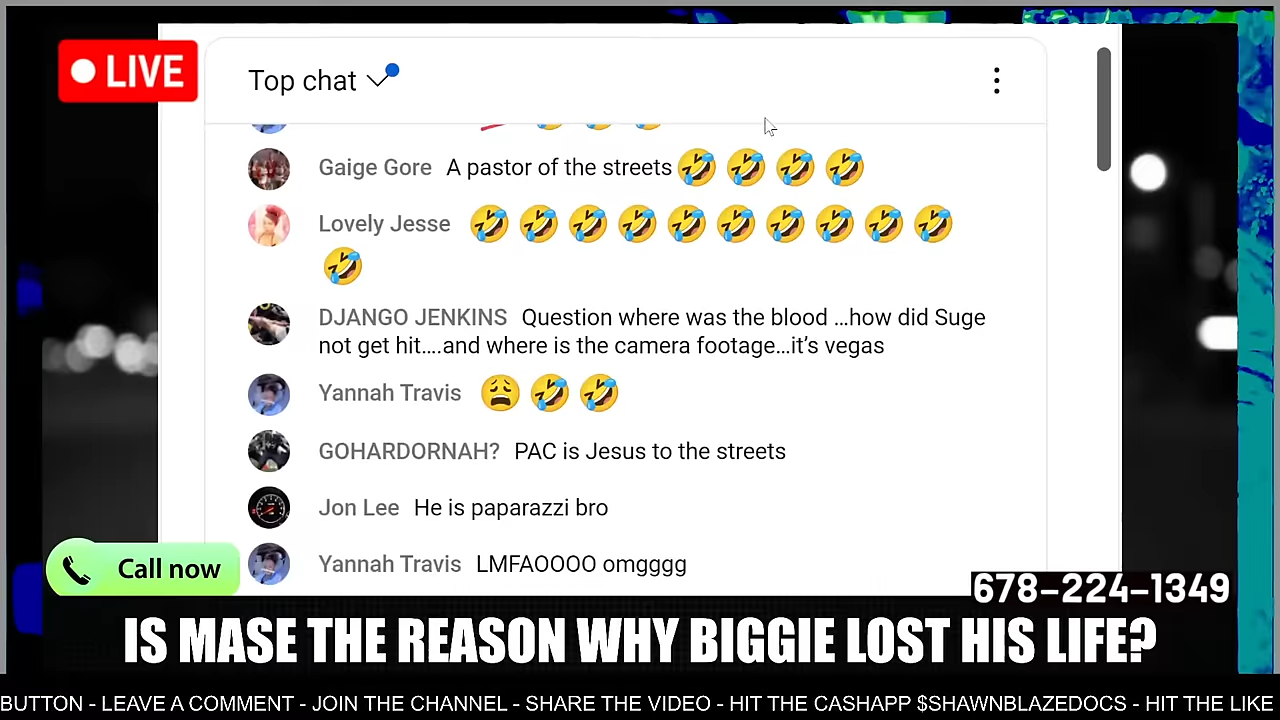 LIVE
Top chat
Gaige Gore A pastor of the streets 🤣🤣🤣🤣
Lovely Jesse 🤣🤣🤣🤣🤣🤣🤣🤣🤣🤣
🤣
DJANGO JENKINS Question where was the blood ...how did Suge
not get hit....and where is the camera footage...it’s vegas
Yannah Travis 😩🤣🤣
GOHARDORNAH? PAC is Jesus to the streets
Jon Lee He is paparazzi bro
Yannah Travis LMFAOOOO omgggg
Call now
678-224-1349
IS MASE THE REASON WHY BIGGIE LOST HIS LIFE?
BUTTON - LEAVE A COMMENT - JOIN THE CHANNEL - SHARE THE VIDEO - HIT THE CASHAPP $SHAWNBLAZEDOCS - HIT THE LIKE